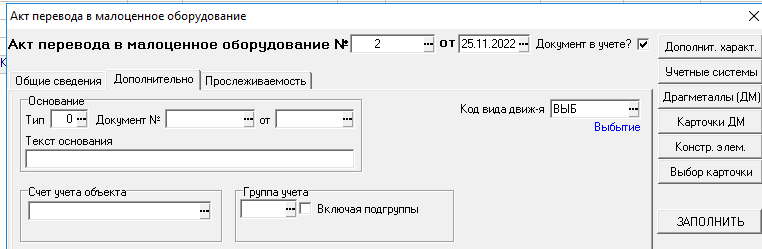 Акт перевода в малоценное оборудование
Акт перевода в малоценное оборудование № 2 от 25.11.2022 Документ в учете?
Дополнит. характ.
Учетные системы
Драгметаллы (ДМ)
Карточки ДМ
Констр. элем.
Выбор карточки
ЗАПОЛНИТЬ
Общие сведения Дополнительно Прослеживаемость
Основание
Тип 0 Документ № от
Текст основания
Код вида движ-я ВЫБ
Выбытие
Счет учета объекта
Группа учета
Включая подгруппы